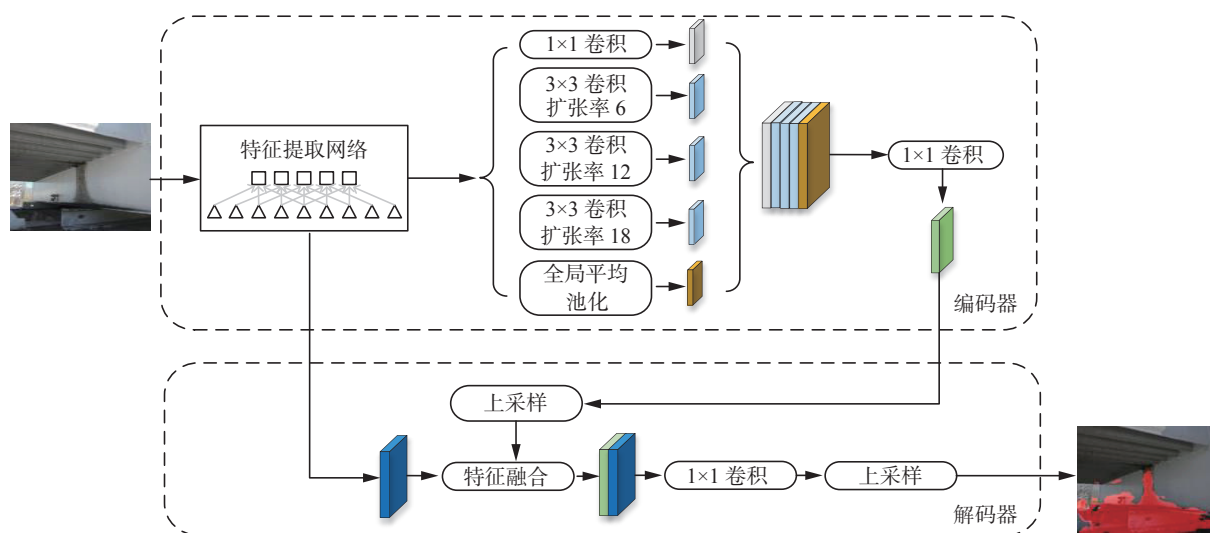 特征提取网络
1×1 卷积
3×3 卷积
扩张率 6
3×3 卷积
扩张率 12
3×3 卷积
扩张率 18
全局平均
池化
1×1 卷积
编码器
上采样
特征融合
1×1 卷积
上采样
解码器